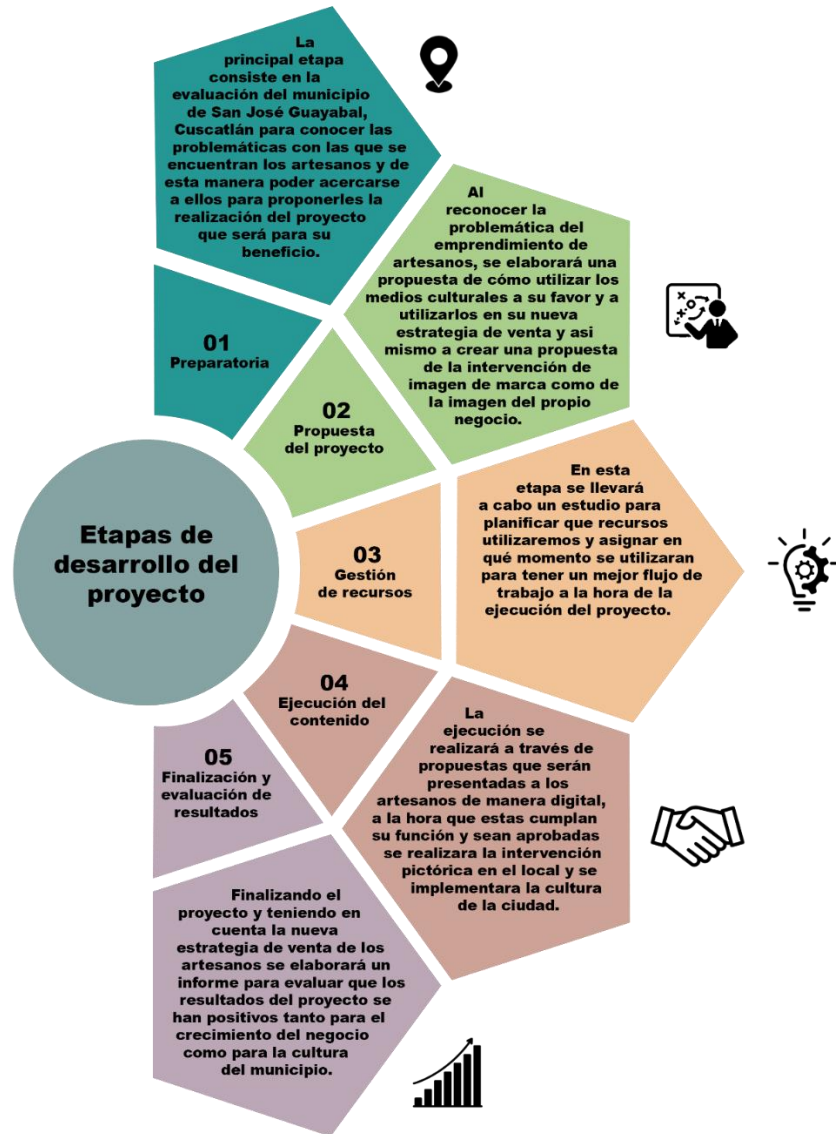 Etapas de
desarrollo del
proyecto
01
Preparatoria
La
principal etapa
consiste en la
evaluación del municipio
de San José Guayabal,
Cuscatlán para conocer las
problemáticas con las que se
encuentran los artesanos y de
esta manera poder acercarse
a ellos para proponerles la
realización del proyecto
que será para su
beneficio.
02
Propuesta
del proyecto
Al
reconocer la
problemática del
emprendimiento de
artesanos, se elaborará una
propuesta de cómo utilizar los
medios culturales a su favor y a
utilizarlos en su nueva
estrategia de venta y asi
mismo a crear una propuesta
de la intervención de
imagen de marca como de
la imagen del propio
negocio.
03
Gestión
de recursos
En esta
etapa se llevará
a cabo un estudio para
planificar que recursos
utilizaremos y asignar en
qué momento se utilizaran
para tener un mejor flujo de
trabajo a la hora de la
ejecución del proyecto.
04
Ejecución del
contenido
La
ejecución se
realizará a través de
propuestas que serán
presentadas a los
artesanos de manera digital,
a la hora que estas cumplan
su función y sean aprobadas
se realizara la intervención
pictórica en el local y se
implementara la cultura
de la ciudad.
05
Finalización y
evaluación de
resultados
Finalizando el
proyecto y teniendo en
cuenta la nueva
estrategia de venta de los
artesanos se elaborará un
informe para evaluar que los
resultados del proyecto se
han positivos tanto para el
crecimiento del negocio
como para la cultura
del municipio.